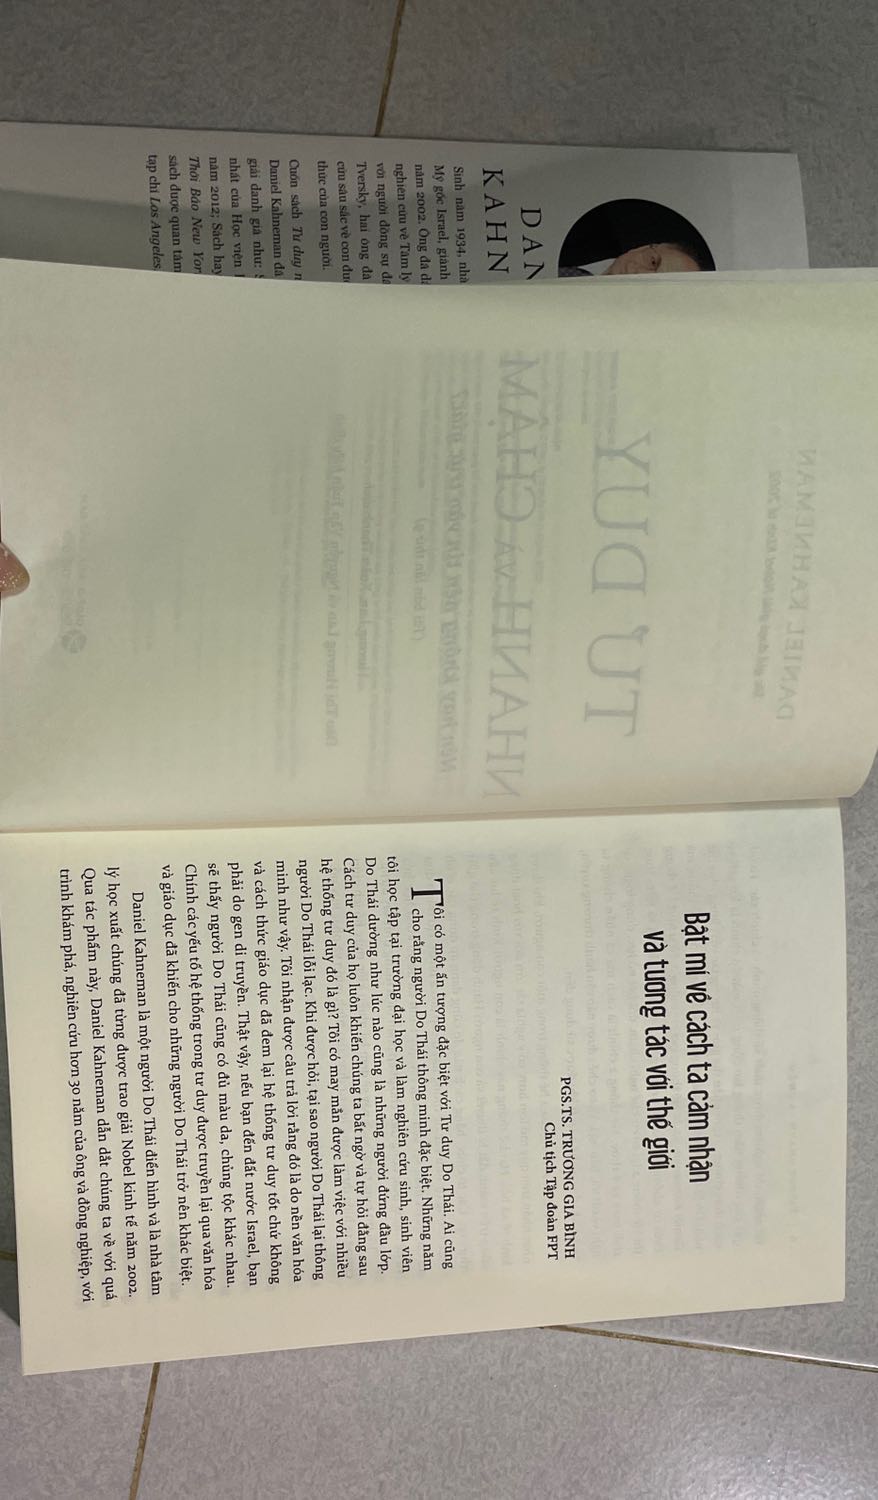 DAN
KAHN
Sinh năm 1934, nhà
Mỹ gốc Israel, giành
năm 2002. Ông đã đ
nghiên cứu về Tâm lý
với người đồng sự đ
Tversky, hai ông đã
cứu sâu sắc về con đư
thức của con người.
Cuốn sách Tư duy n
Daniel Kahneman đã
giải danh giá như: S
nhất của Học viện
năm 2012; Sách hay
Thời Báo New Yor
sách được quan tâm
tạp chí Los Angeles
DANIEL KAHNEMAN
TƯ DUY
NHANH VÀ CHẬM
Bật mí về cách ta cảm nhận
và tương tác với thế giới
PGS.TS. TRƯƠNG GIA BÌNH
Chủ tịch Tập đoàn FPT
Tôi có một ấn tượng đặc biệt với Tư duy Do Thái. Ai cũng
cho rằng người Do Thái thông minh đặc biệt. Những năm
tôi học tập tại trường đại học và làm nghiên cứu sinh, sinh viên
Do Thái dường như lúc nào cũng là những người đứng đầu lớp.
Cách tư duy của họ luôn khiến chúng ta bất ngờ và tự hỏi đằng sau
hệ thống tư duy đó là gì? Tôi có may mắn được làm việc với nhiều
người Do Thái lỗi lạc. Khi được hỏi, tại sao người Do Thái lại thông
minh như vậy. Tôi nhận được câu trả lời rằng đó là do nền văn hóa
và cách thức giáo dục đã đem lại hệ thống tư duy tốt chứ không
phải do gen di truyền. Thật vậy, nếu bạn đến đất nước Israel, bạn
sẽ thấy người Do Thái cũng có đủ màu da, chủng tộc khác nhau.
Chính các yếu tố hệ thống trong tư duy được truyền lại qua văn hóa
và giáo dục đã khiến cho những người Do Thái trở nên khác biệt.
Daniel Kahneman là một người Do Thái điển hình và là nhà tâm
lý học xuất chúng đã từng được trao giải Nobel kinh tế năm 2002.
Qua tác phẩm này, Daniel Kahneman dẫn dắt chúng ta về với quá
trình khám phá, nghiên cứu hơn 30 năm của ông và đồng nghiệp, với